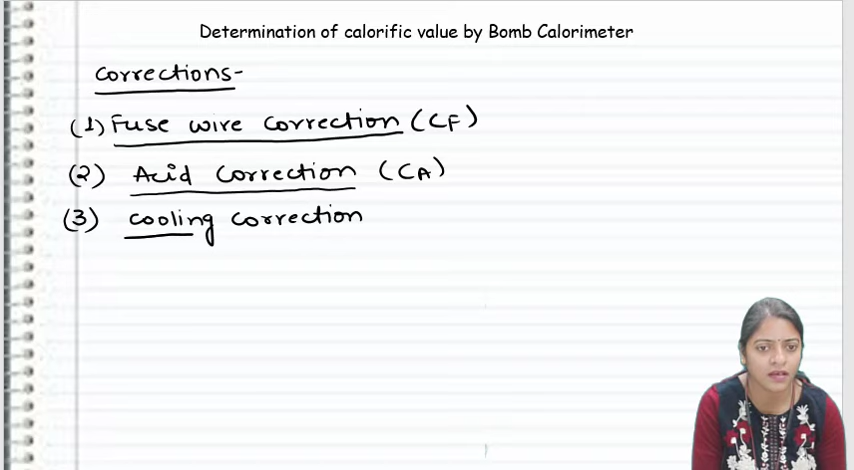 Determination of calorific value by Bomb Calorimeter
Corrections-
(1) Fuse wire correction (CF)
(2) Acid correction (CA)
(3) cooling correction